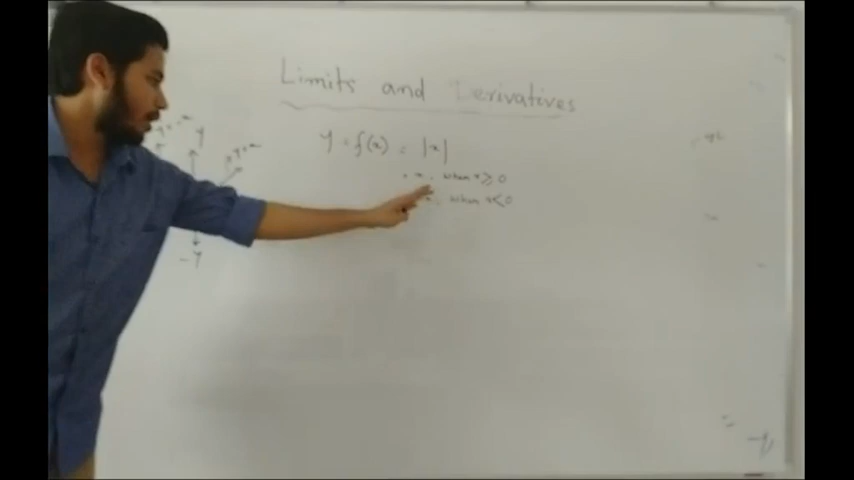 Limits and Derivatives
y = f(x) = |x|
= x, when x ≥ 0
x, when x < 0
y
y = x
-y